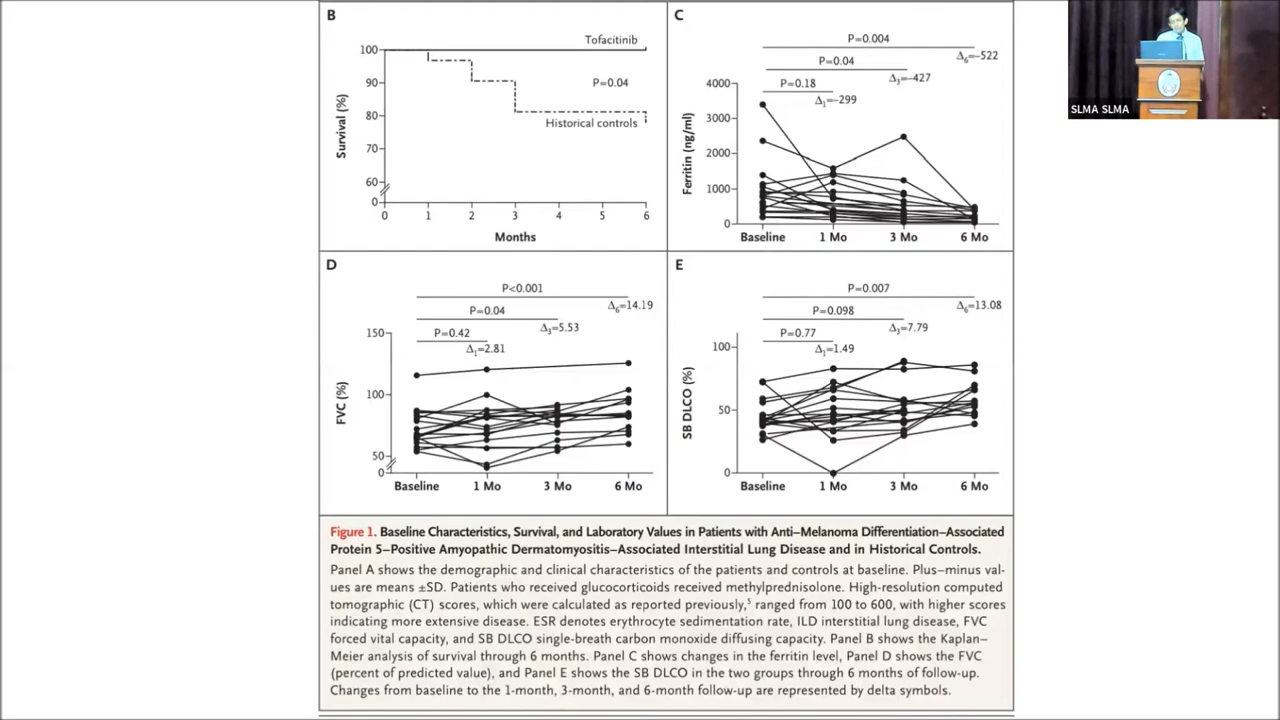 B
100
90
80
70
60
0
Survival (%)
Tofacitinib
P=0.04
Historical controls
0 1 2 3 4 5 6
Months
C
P=0.004
Δ6=−522
P=0.04
Δ3=−427
P=0.18
Δ1=−299
4000
3000
2000
1000
0
Ferritin (ng/ml)
Baseline 1 Mo 3 Mo 6 Mo
SLMA SLMA
D
P<0.001
Δ6=14.19
P=0.04
Δ3=5.53
P=0.42
Δ1=2.81
150
100
50
0
FVC (%)
Baseline 1 Mo 3 Mo 6 Mo
E
P=0.007
Δ6=13.08
P=0.098
Δ3=7.79
P=0.77
Δ1=1.49
100
50
0
SB DLCO (%)
Baseline 1 Mo 3 Mo 6 Mo
Figure 1. Baseline Characteristics, Survival, and Laboratory Values in Patients with Anti–Melanoma Differentiation–Associated
Protein 5–Positive Amyopathic Dermatomyositis–Associated Interstitial Lung Disease and in Historical Controls.
Panel A shows the demographic and clinical characteristics of the patients and controls at baseline. Plus–minus val-
ues are means ±SD. Patients who received glucocorticoids received methylprednisolone. High-resolution computed
tomographic (CT) scores, which were calculated as reported previously,⁵ ranged from 100 to 600, with higher scores
indicating more extensive disease. ESR denotes erythrocyte sedimentation rate, ILD interstitial lung disease, FVC
forced vital capacity, and SB DLCO single-breath carbon monoxide diffusing capacity. Panel B shows the Kaplan–
Meier analysis of survival through 6 months. Panel C shows changes in the ferritin level, Panel D shows the FVC
(percent of predicted value), and Panel E shows the SB DLCO in the two groups through 6 months of follow-up.
Changes from baseline to the 1-month, 3-month, and 6-month follow-up are represented by delta symbols.